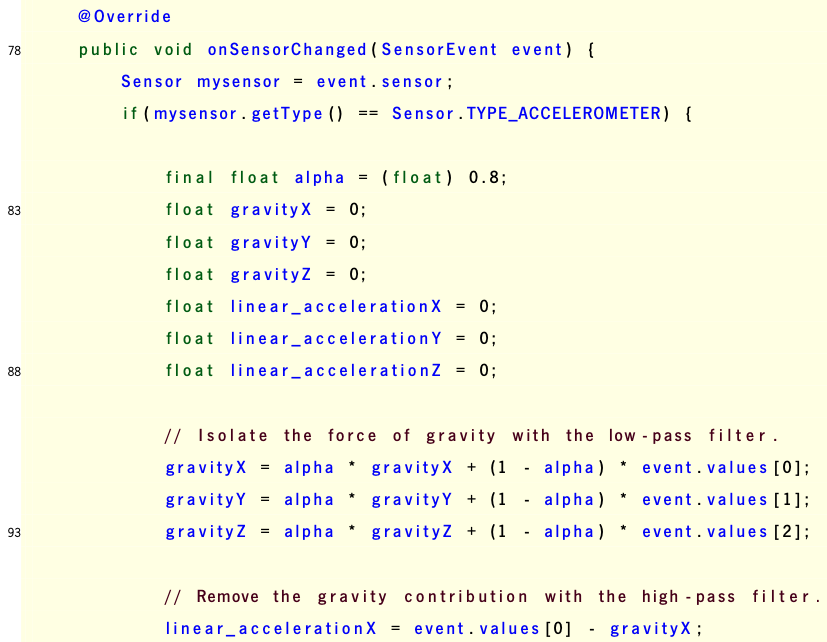 @Override
78 public void onSensorChanged(SensorEvent event) {
Sensor mysensor = event.sensor;
if(mysensor.getType() == Sensor.TYPE_ACCELEROMETER) {
final float alpha = (float) 0.8;
83 float gravityX = 0;
float gravityY = 0;
float gravityZ = 0;
float linear_accelerationX = 0;
float linear_accelerationY = 0;
88 float linear_accelerationZ = 0;
// Isolate the force of gravity with the low-pass filter.
gravityX = alpha * gravityX + (1 - alpha) * event.values[0];
gravityY = alpha * gravityY + (1 - alpha) * event.values[1];
93 gravityZ = alpha * gravityZ + (1 - alpha) * event.values[2];
// Remove the gravity contribution with the high-pass filter.
linear_accelerationX = event.values[0] - gravityX;